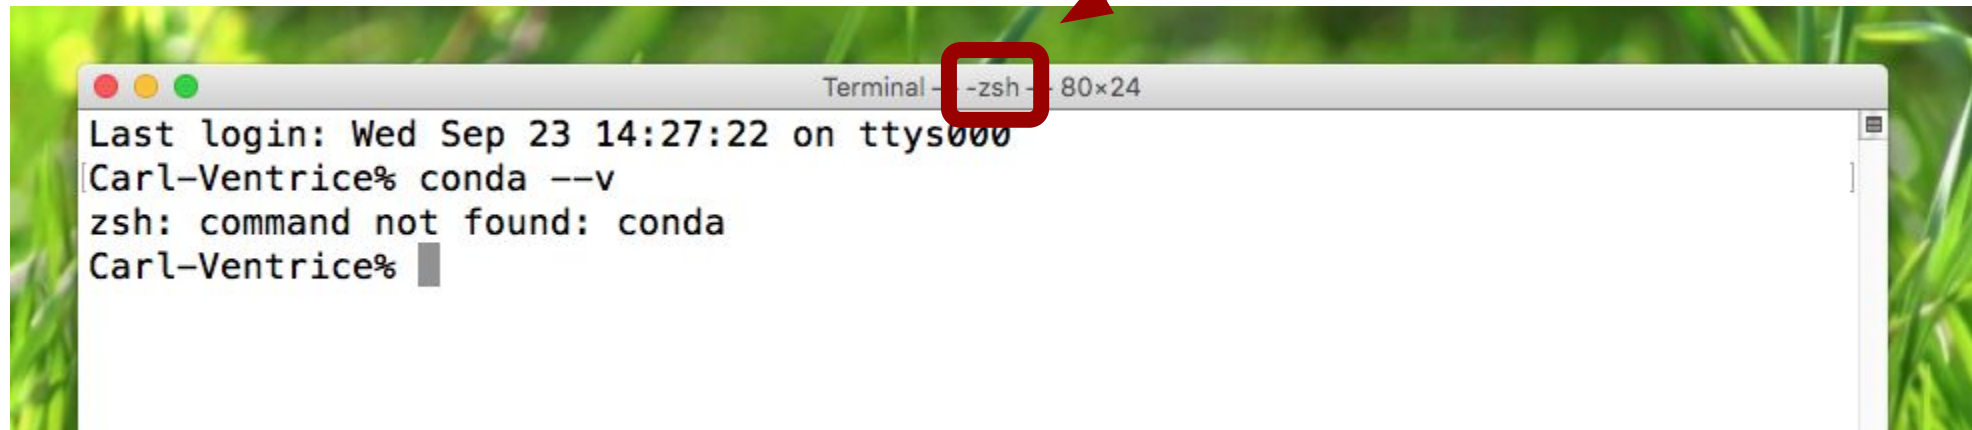 Terminal — -zsh — 80×24
Last login: Wed Sep 23 14:27:22 on ttys000
[Carl-Ventrice% conda --v ]
zsh: command not found: conda
Carl-Ventrice%